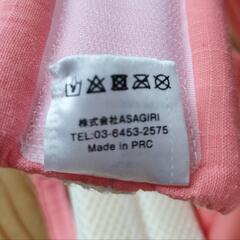 株式会社ASAGIRI
TEL:03-6453-2575
Made in PRC